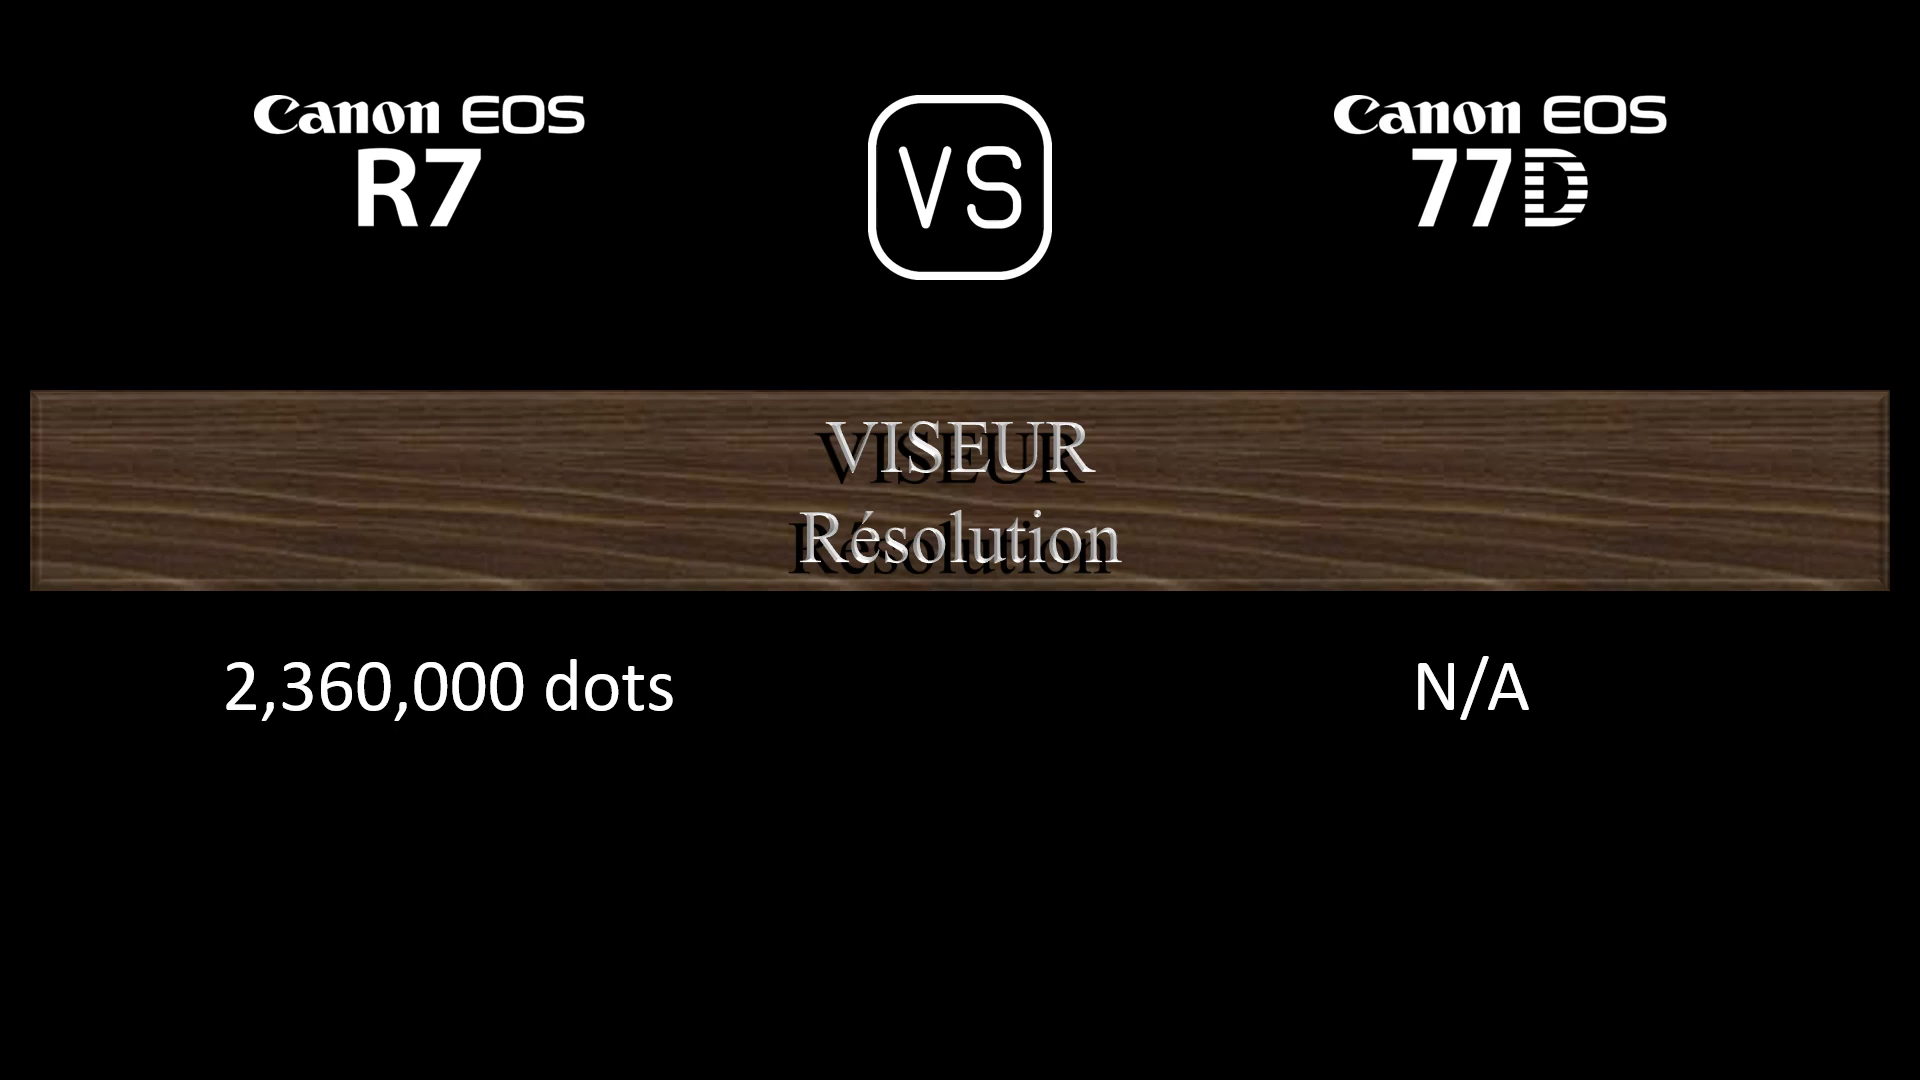 Canon EOS
R7
VS
Canon EOS
77D
VISEUR
Résolution
2,360,000 dots
N/A